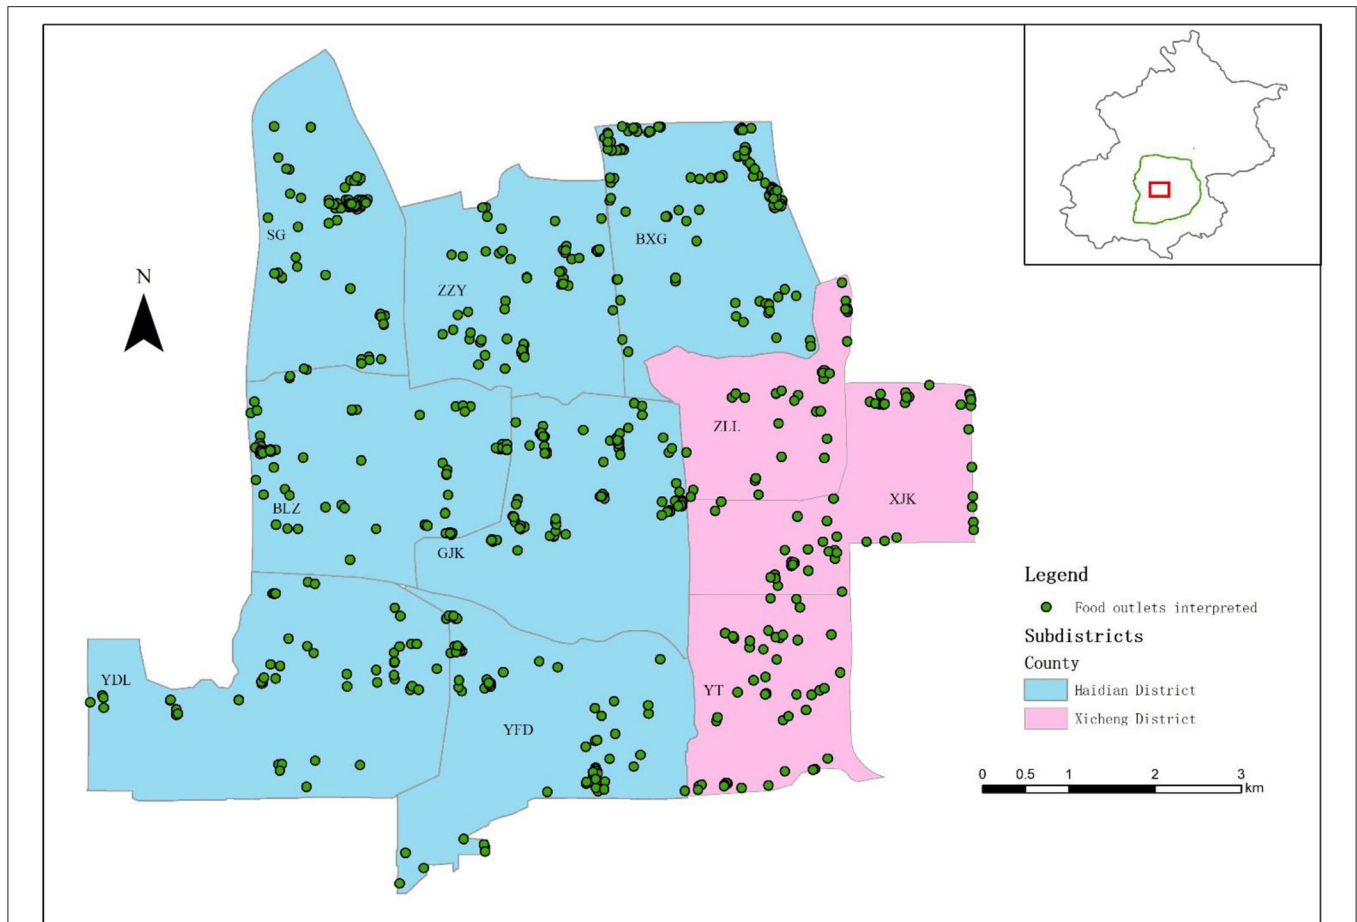 SG
BXG
N
ZZY
ZLL
XJK
BLZ
GJK
Legend
Food outlets interpreted
Subdistricts
County
YDL
YT
Haidian District
Xicheng District
YFD
0 0.5 1 2 3
km